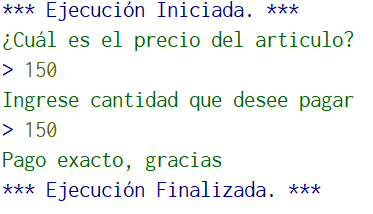 *** Ejecución Iniciada. ***
¿Cuál es el precio del articulo?
> 150
Ingrese cantidad que desee pagar
> 150
Pago exacto, gracias
*** Ejecución Finalizada. ***